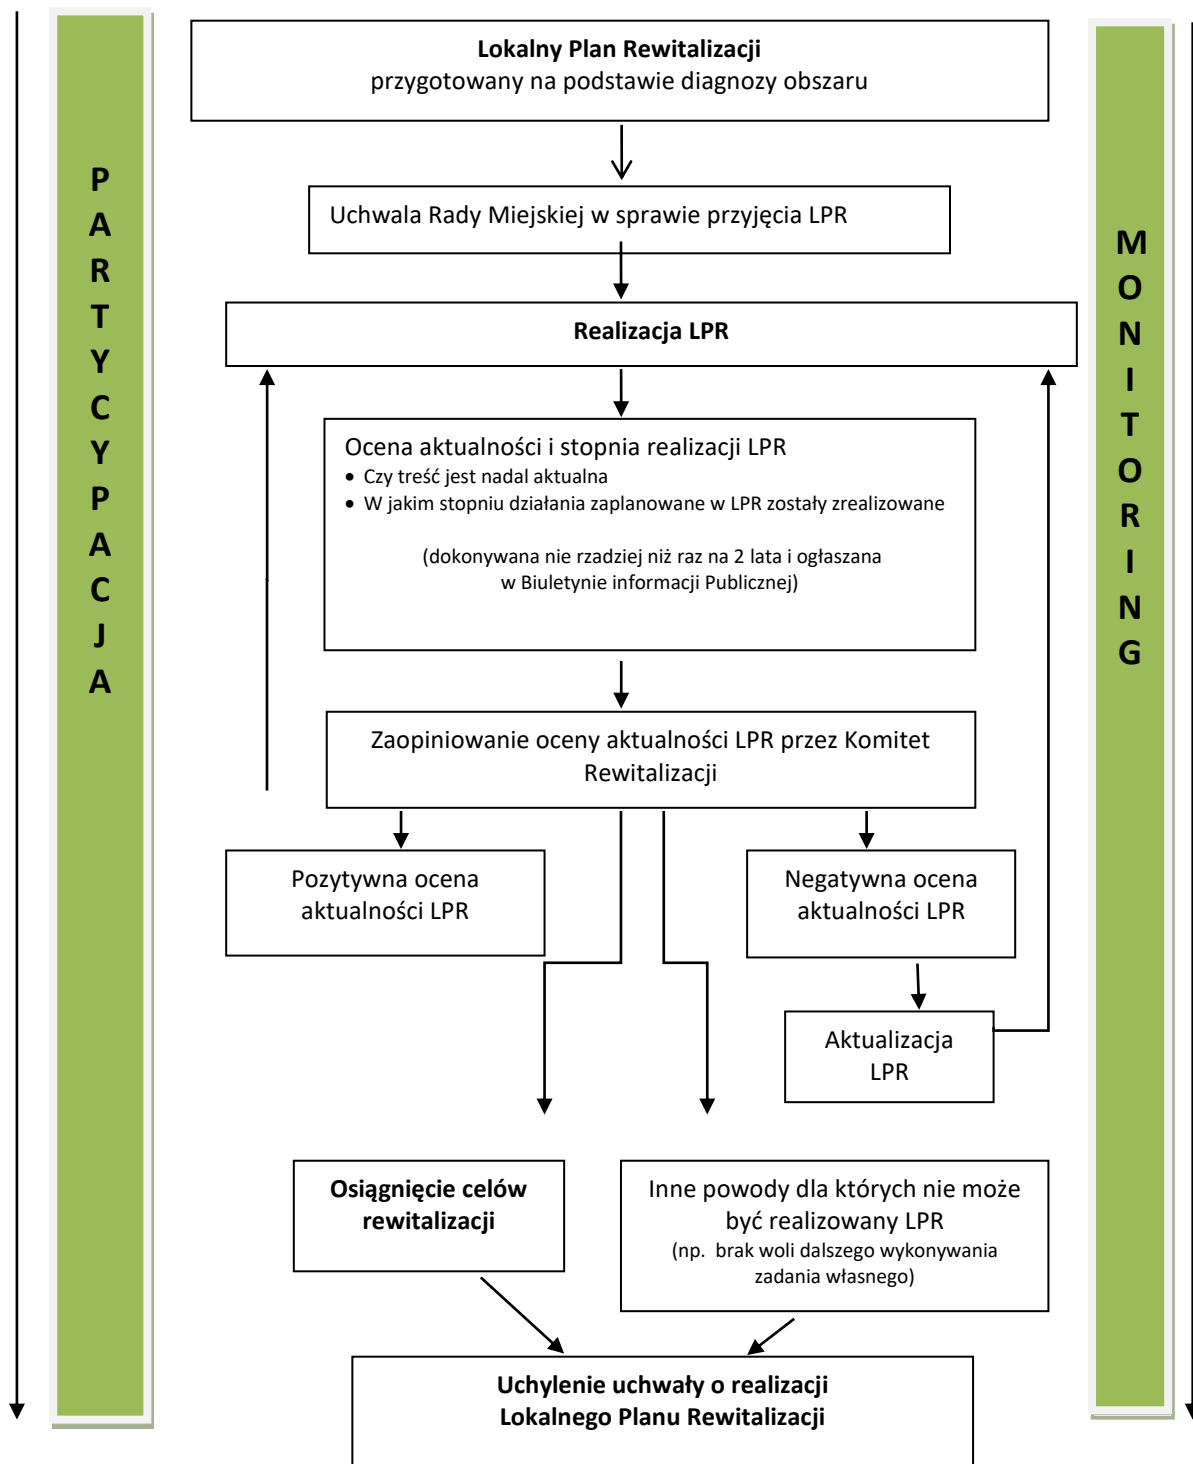 PARTYCYPACJA
Lokalny Plan Rewitalizacji
przygotowany na podstawie diagnozy obszaru
Uchwala Rady Miejskiej w sprawie przyjęcia LPR
Realizacja LPR
Ocena aktualności i stopnia realizacji LPR
• Czy treść jest nadal aktualna
• W jakim stopniu działania zaplanowane w LPR zostały zrealizowane
(dokonywana nie rzadziej niż raz na 2 lata i ogłaszana
w Biuletynie informacji Publicznej)
Zaopiniowanie oceny aktualności LPR przez Komitet
Rewitalizacji
Pozytywna ocena
aktualności LPR
Negatywna ocena
aktualności LPR
Aktualizacja
LPR
Osiągnięcie celów
rewitalizacji
Inne powody dla których nie może
być realizowany LPR
(np. brak woli dalszego wykonywania
zadania własnego)
Uchylenie uchwały o realizacji
Lokalnego Planu Rewitalizacji
MONITORING